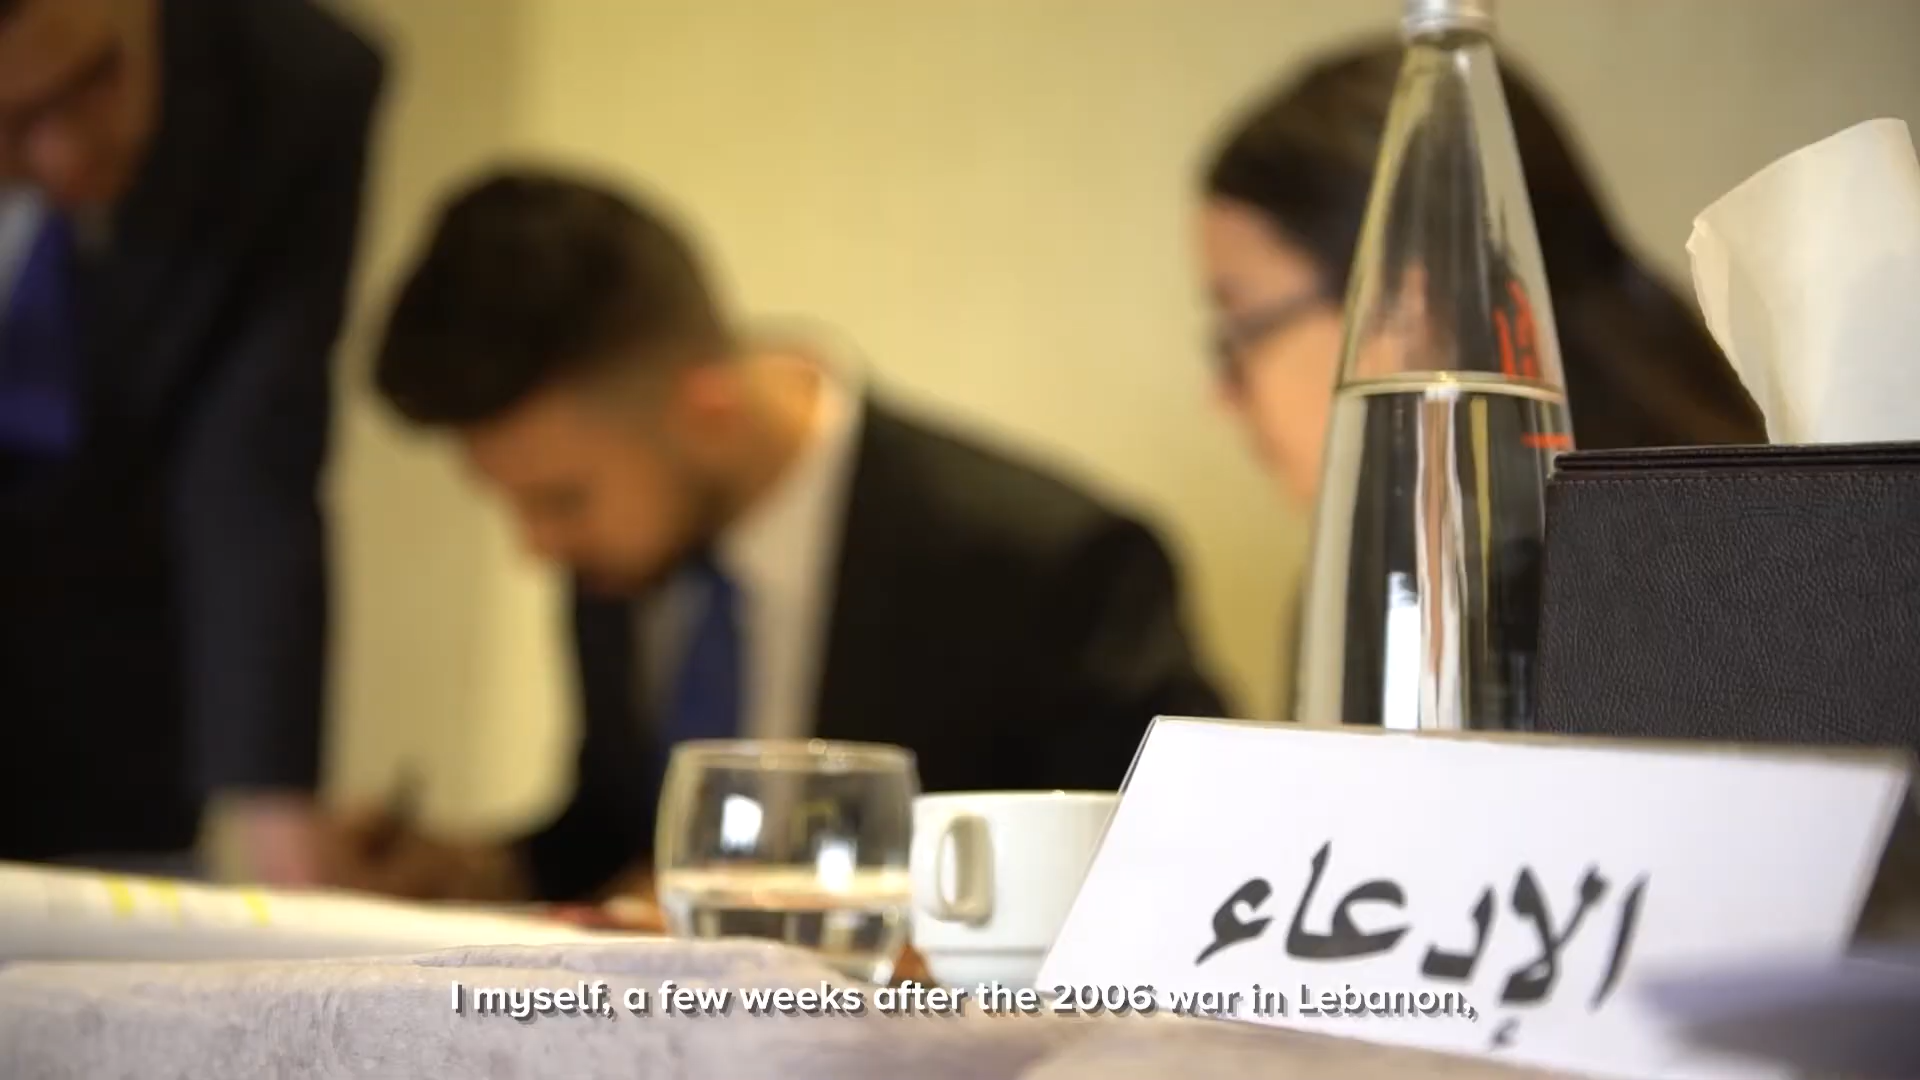 الإدعاء
I myself, a few weeks after the 2006 war in Lebanon,